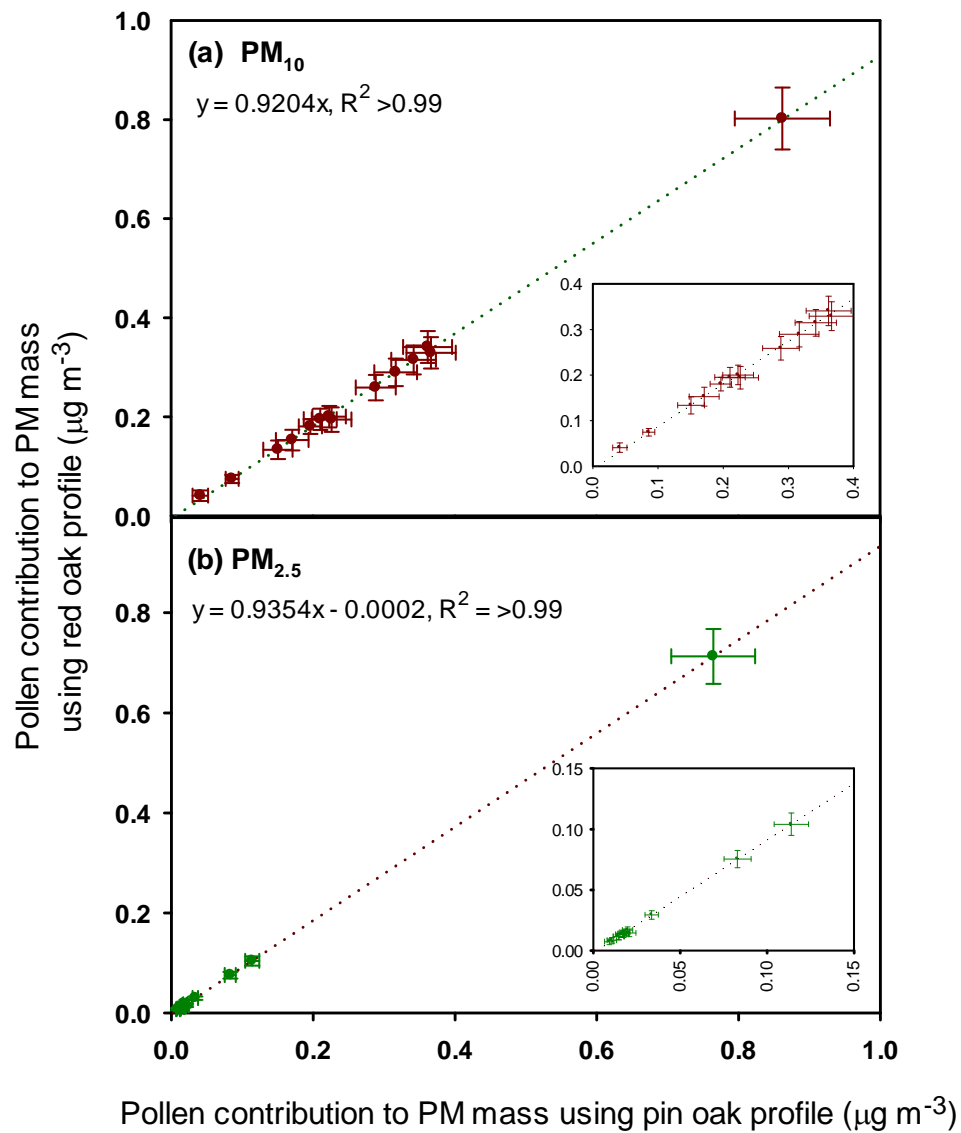 Pollen contribution to PM mass
using red oak profile (μg m⁻³)
1.0
(a) PM₁₀
y = 0.9204x, R² >0.99
0.8
0.6
0.4
0.2
0.0
0.4
0.3
0.2
0.1
0.0
0.0 0.1 0.2 0.3 0.4
(b) PM₂.₅
y = 0.9354x - 0.0002, R² = >0.99
0.8
0.6
0.4
0.2
0.0
0.15
0.10
0.05
0.00
0.00 0.05 0.10 0.15
0.0 0.2 0.4 0.6 0.8 1.0
Pollen contribution to PM mass using pin oak profile (μg m⁻³)